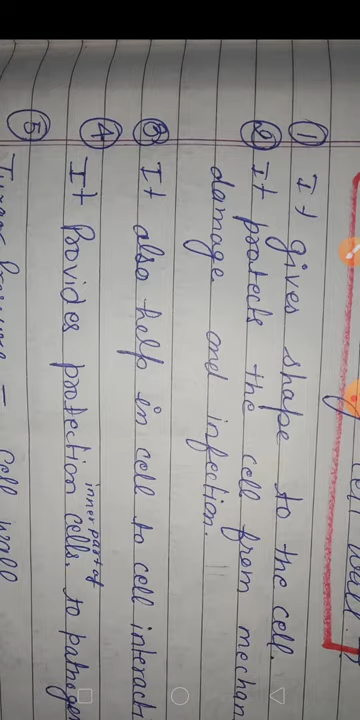 ell wall
① It gives shape to the cell.
② It protects the cell from mechan
damage and infection.
③ It also help in cell to cell interact
inner part of
④ It Provides protection cells. to pathoge
⑤
= Cell wall